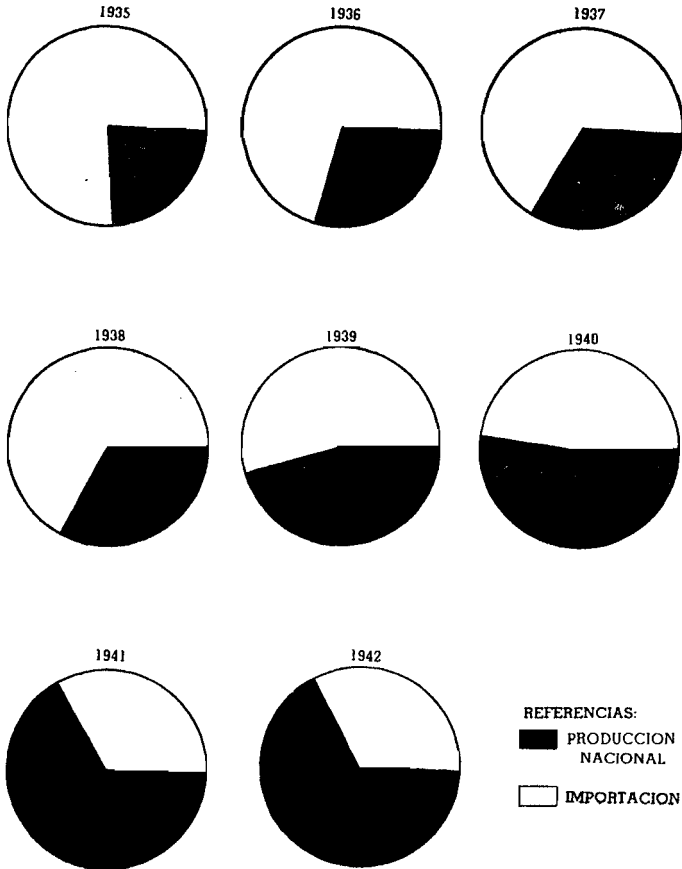 1935
1936
1937
1938
1939
1940
1941
1942
REFERENCIAS:
PRODUCCION
NACIONAL
IMPORTACION